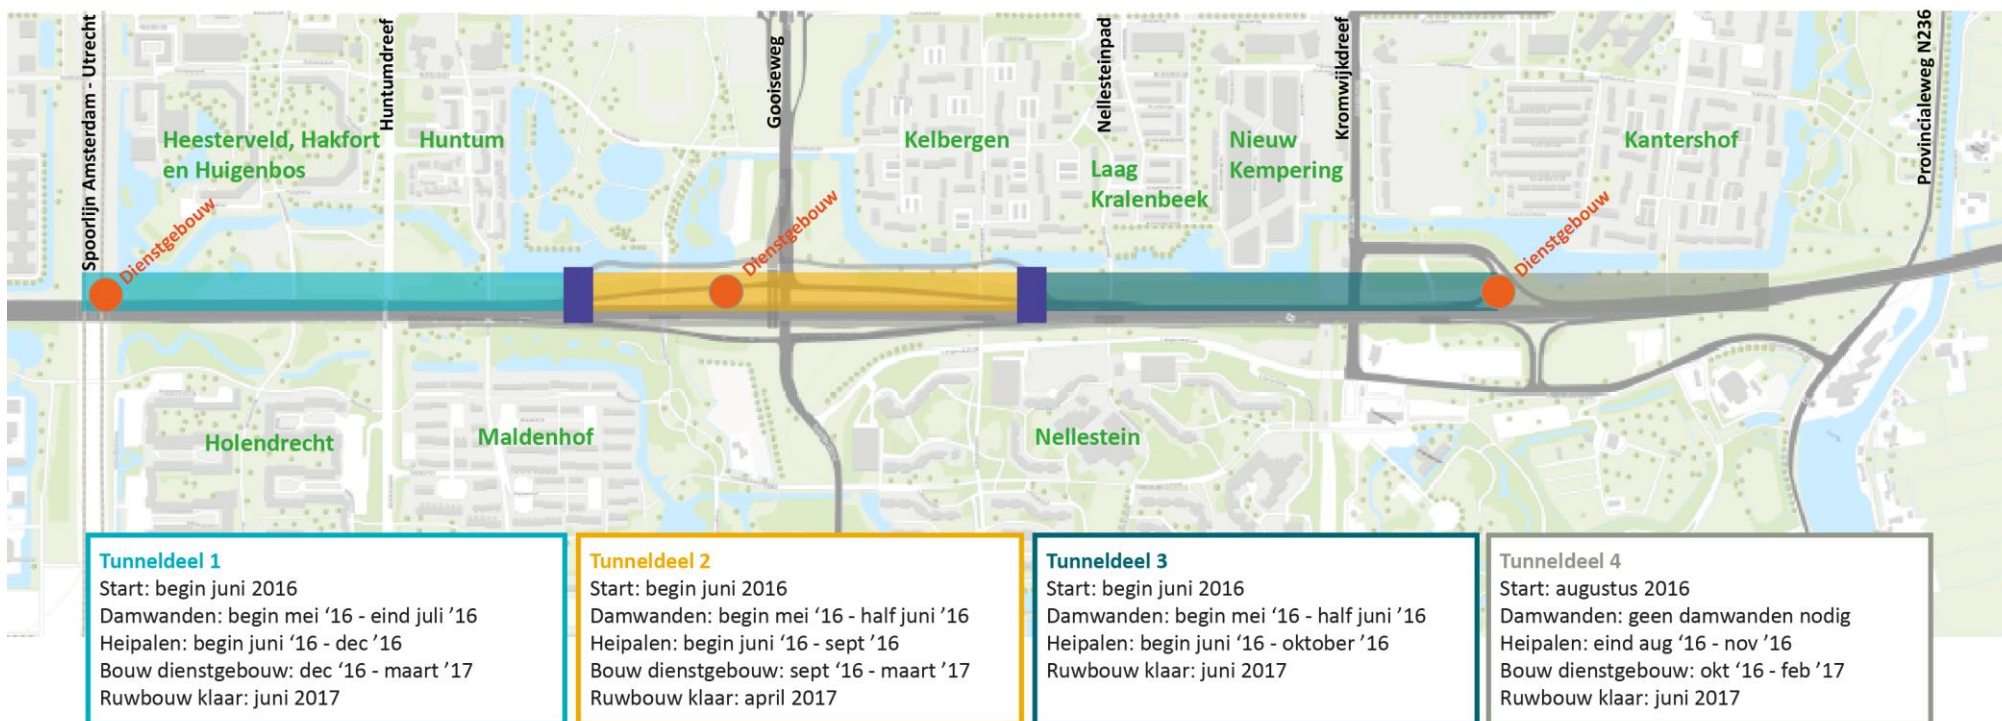 Spoorlijn Amsterdam - Utrecht
Huntumdreef
Gooiseweg
Nellesteinpad
Kromwijkdreef
Provincialeweg N236
Heesterveld, Hakfort
en Huigenbos
Huntum
Kelbergen
Laag
Kralenbeek
Nieuw
Kempering
Kantershof
Dienstgebouw
Dienstgebouw
Dienstgebouw
Holendrecht
Maldenhof
Nellestein
Tunneldeel 1
Start: begin juni 2016
Damwanden: begin mei ‘16 - eind juli ’16
Heipalen: begin juni ‘16 - dec ’16
Bouw dienstgebouw: dec ‘16 - maart ’17
Ruwbouw klaar: juni 2017
Tunneldeel 2
Start: begin juni 2016
Damwanden: begin mei ‘16 - half juni ’16
Heipalen: begin juni ‘16 - sept ’16
Bouw dienstgebouw: sept ‘16 - maart ’17
Ruwbouw klaar: april 2017
Tunneldeel 3
Start: begin juni 2016
Damwanden: begin mei ‘16 - half juni ’16
Heipalen: begin juni ‘16 - oktober ’16
Ruwbouw klaar: juni 2017
Tunneldeel 4
Start: augustus 2016
Damwanden: geen damwanden nodig
Heipalen: eind aug ‘16 - nov ’16
Bouw dienstgebouw: okt ‘16 - feb ’17
Ruwbouw klaar: juni 2017